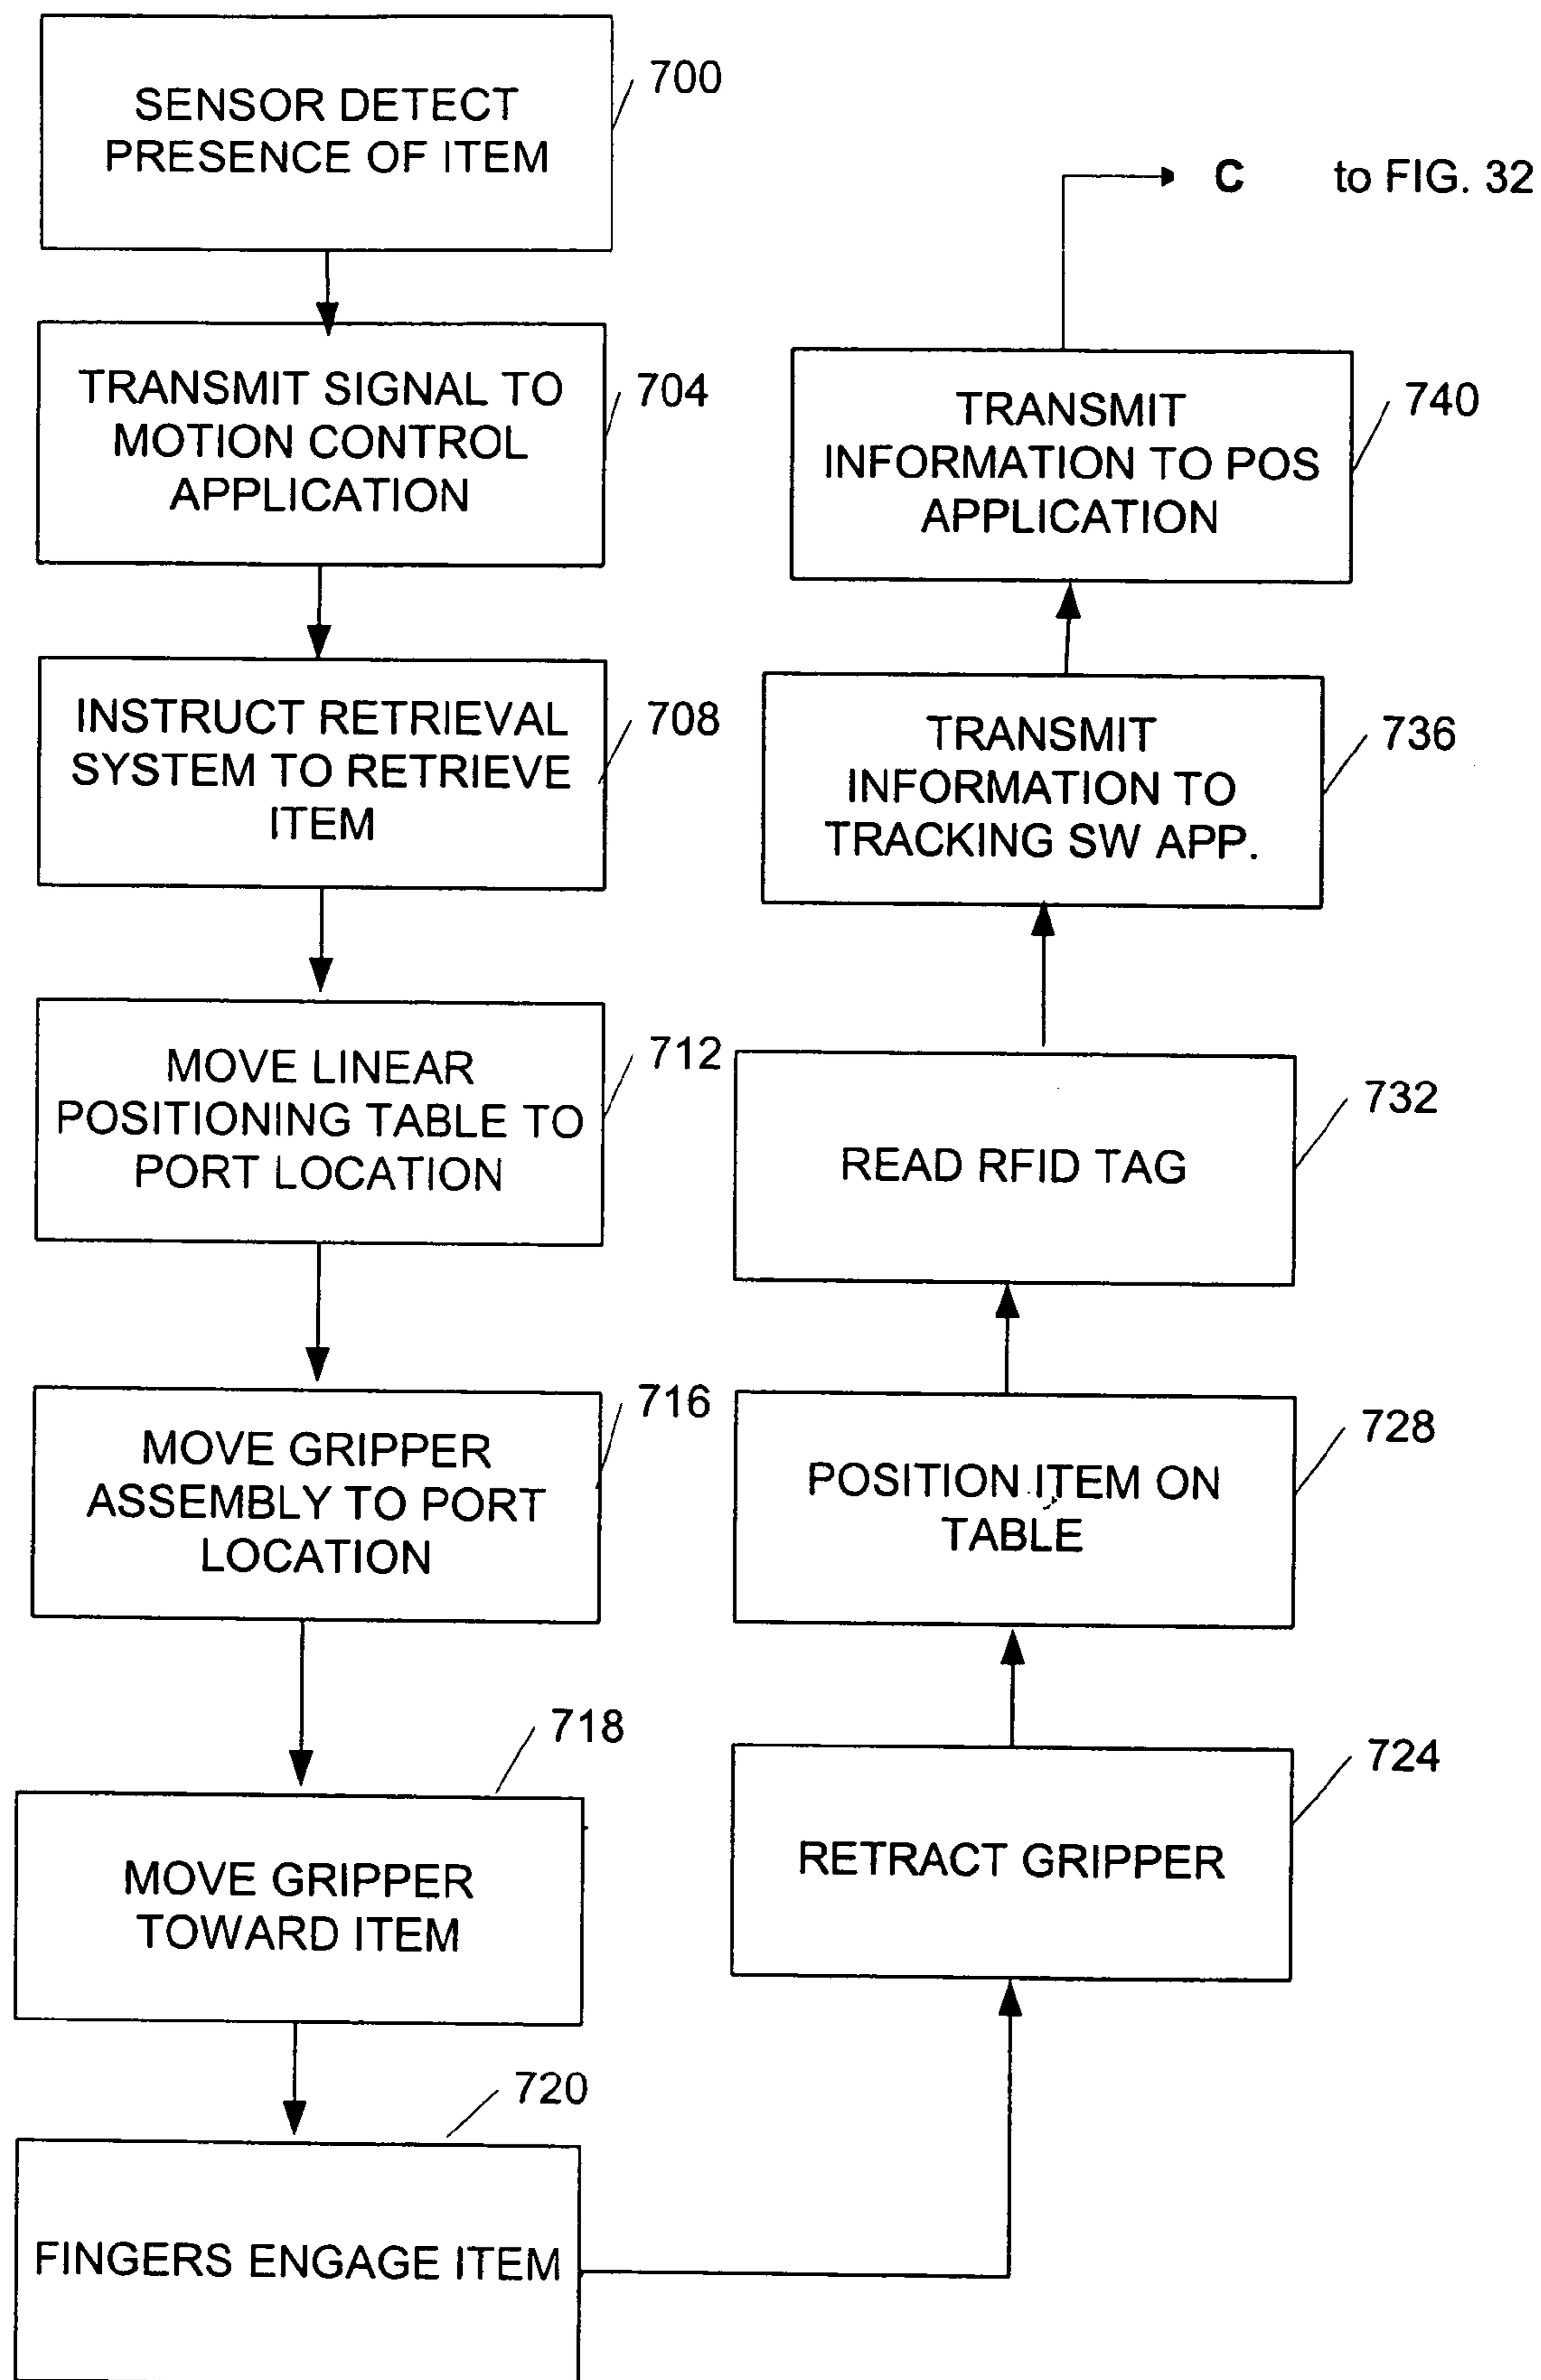 SENSOR DETECT
PRESENCE OF ITEM
700
TRANSMIT SIGNAL TO
MOTION CONTROL
APPLICATION
704
INSTRUCT RETRIEVAL
SYSTEM TO RETRIEVE
ITEM
708
MOVE LINEAR
POSITIONING TABLE TO
PORT LOCATION
712
MOVE GRIPPER
ASSEMBLY TO PORT
LOCATION
716
MOVE GRIPPER
TOWARD ITEM
718
FINGERS ENGAGE ITEM
720
RETRACT GRIPPER
724
POSITION ITEM ON
TABLE
728
READ RFID TAG
732
TRANSMIT
INFORMATION TO
TRACKING SW APP.
736
TRANSMIT
INFORMATION TO POS
APPLICATION
740
C to FIG. 32